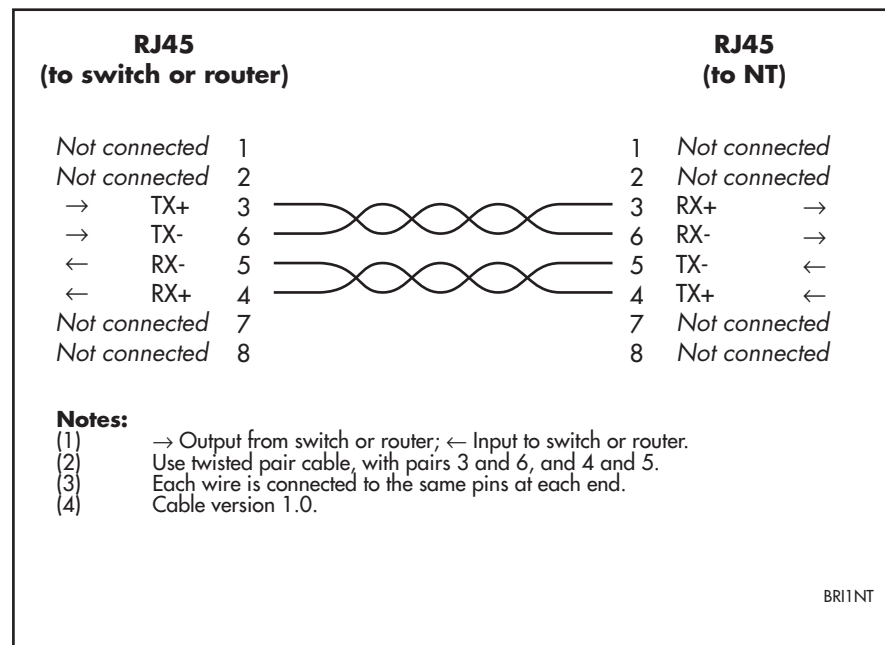 RJ45 RJ45
(to switch or router) (to NT)
Not connected 1 1 Not connected
Not connected 2 2 Not connected
→ TX+ 3 3 RX+ →
→ TX- 6 6 RX- →
← RX- 5 5 TX- ←
← RX+ 4 4 TX+ ←
Not connected 7 7 Not connected
Not connected 8 8 Not connected
Notes:
(1) → Output from switch or router; ← Input to switch or router.
(2) Use twisted pair cable, with pairs 3 and 6, and 4 and 5.
(3) Each wire is connected to the same pins at each end.
(4) Cable version 1.0.
BRI1NT